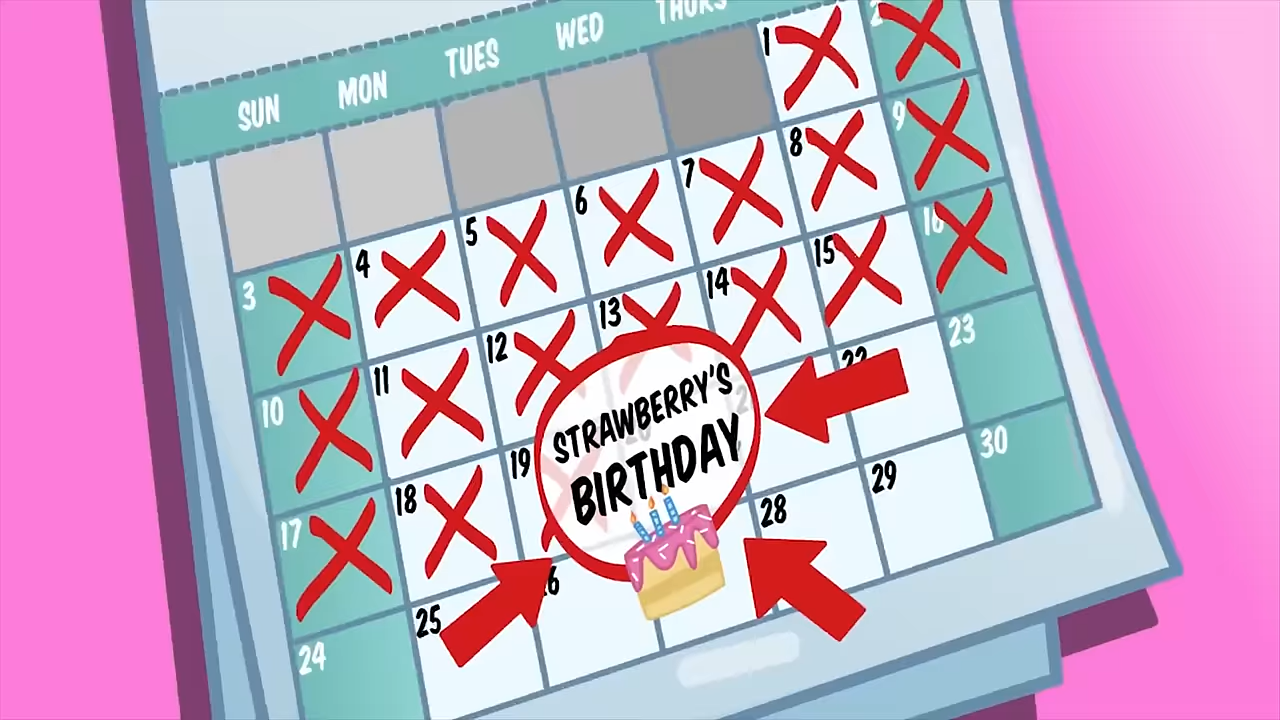 SUN MON TUES WED THURS
1 2
3 4 5 6 7 8 9
10 11 12 13 14 15 16
17 18 19 22 23
24 25 28 29 30
STRAWBERRY'S
BIRTHDAY